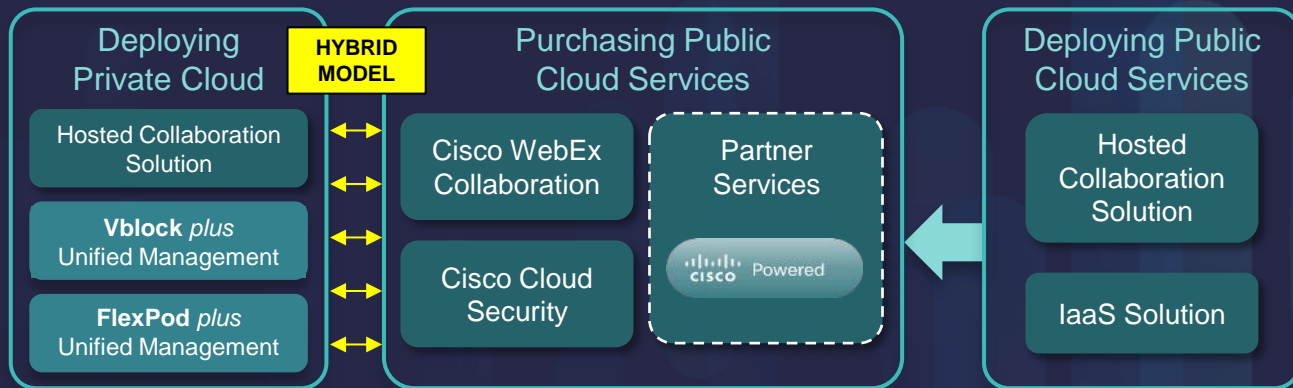 Deploying
Private Cloud
HYBRID
MODEL
Purchasing Public
Cloud Services
Deploying Public
Cloud Services
Hosted Collaboration
Solution
Vblock plus
Unified Management
FlexPod plus
Unified Management
Cisco WebEx
Collaboration
Cisco Cloud
Security
Partner
Services
CISCO Powered
Hosted
Collaboration
Solution
IaaS Solution